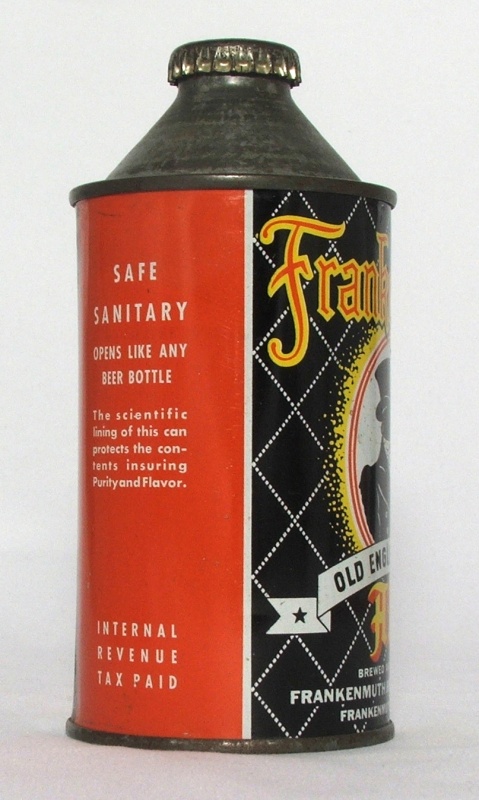 SAFE
SANITARY
OPENS LIKE ANY
BEER BOTTLE
The scientific
lining of this can
protects the con-
tents insuring
Purity and Flavor.
INTERNAL
REVENUE
TAX PAID
Frank
OLD ENG
BREWED
FRANKENMUTH
FRANKENM